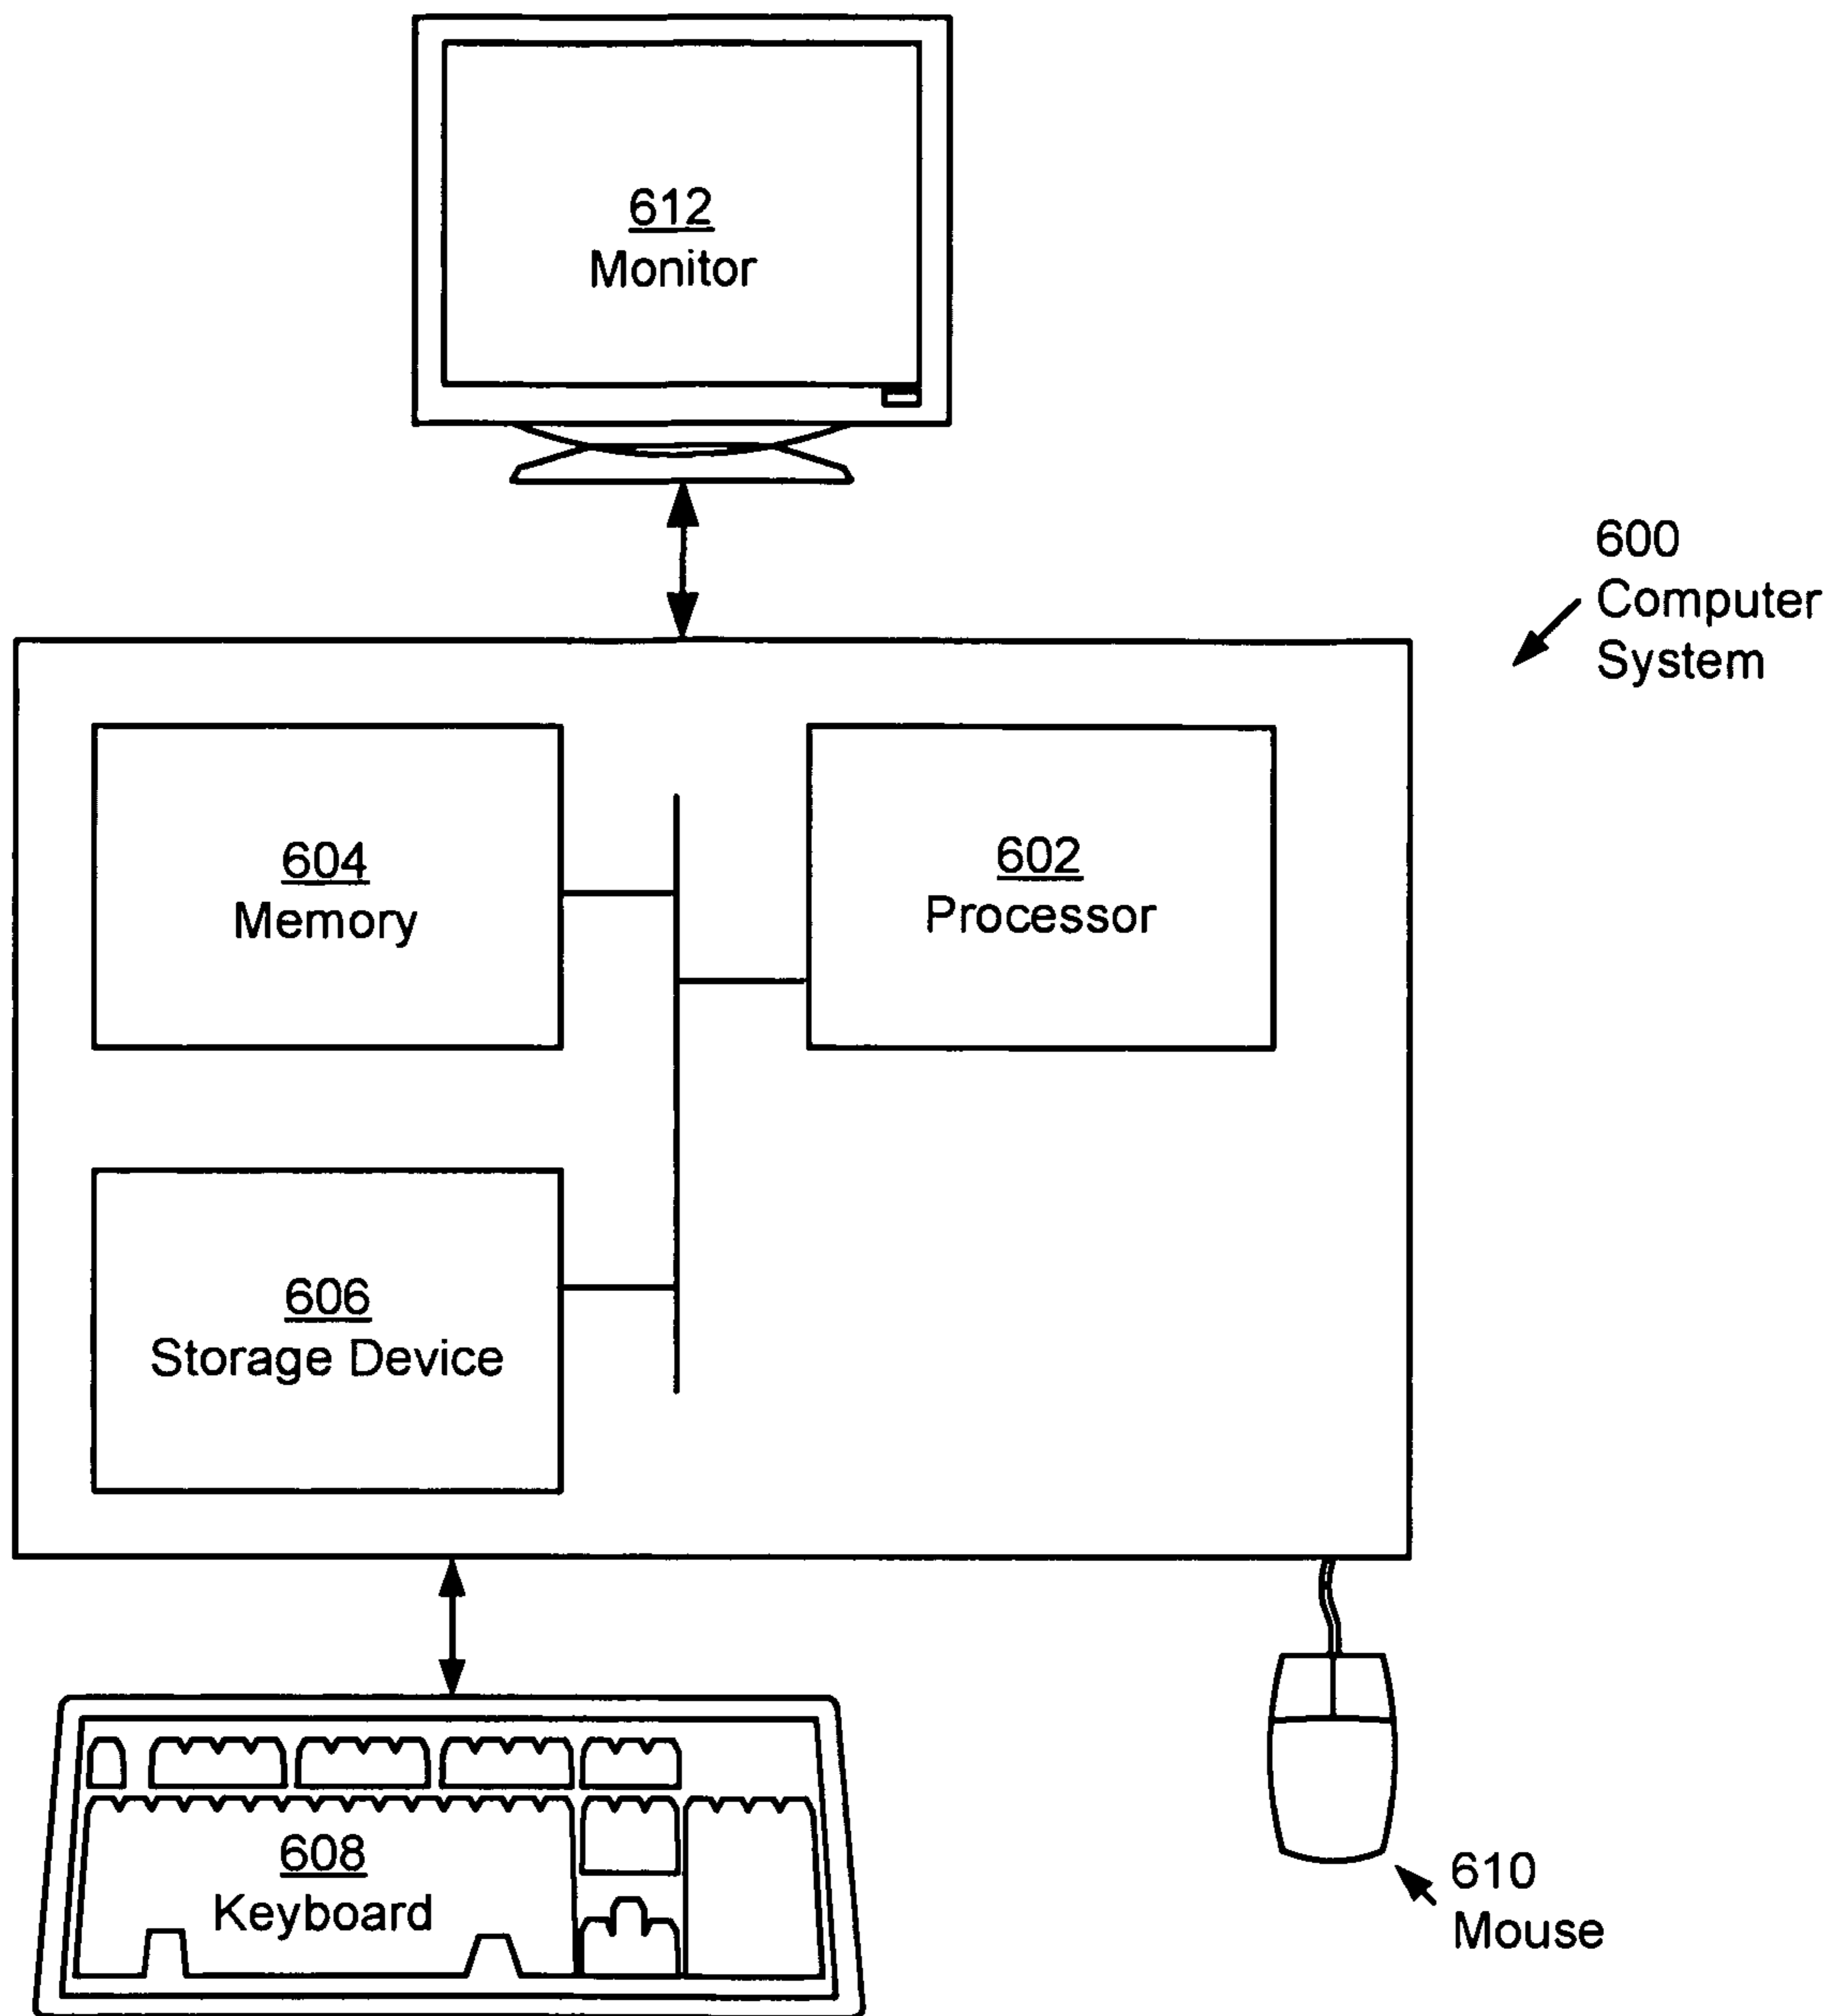 612
Monitor
600
Computer
System
604
Memory
602
Processor
606
Storage Device
608
Keyboard
610
Mouse